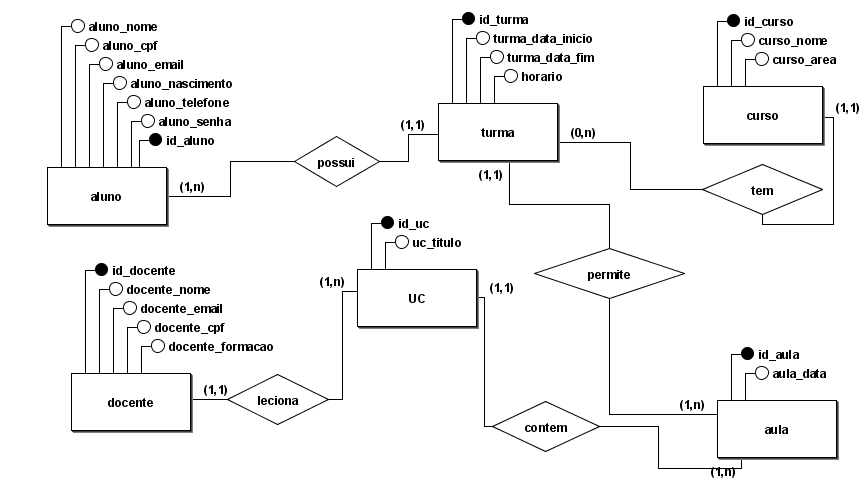 aluno_nome
aluno_cpf
aluno_email
aluno_nascimento
aluno_telefone
aluno_senha
id_aluno
aluno
(1,n)
possui
(1,1)
id_turma
turma_data_inicio
turma_data_fim
horario
turma
(0,n)
(1,1)
id_curso
curso_nome
curso_area
curso
(1,1)
tem
permite
id_uc
uc_titulo
UC
(1,n)
(1,1)
id_docente
docente_nome
docente_email
docente_cpf
docente_formacao
docente
(1,1)
leciona
contem
id_aula
aula_data
aula
(1,n)
(1,n)